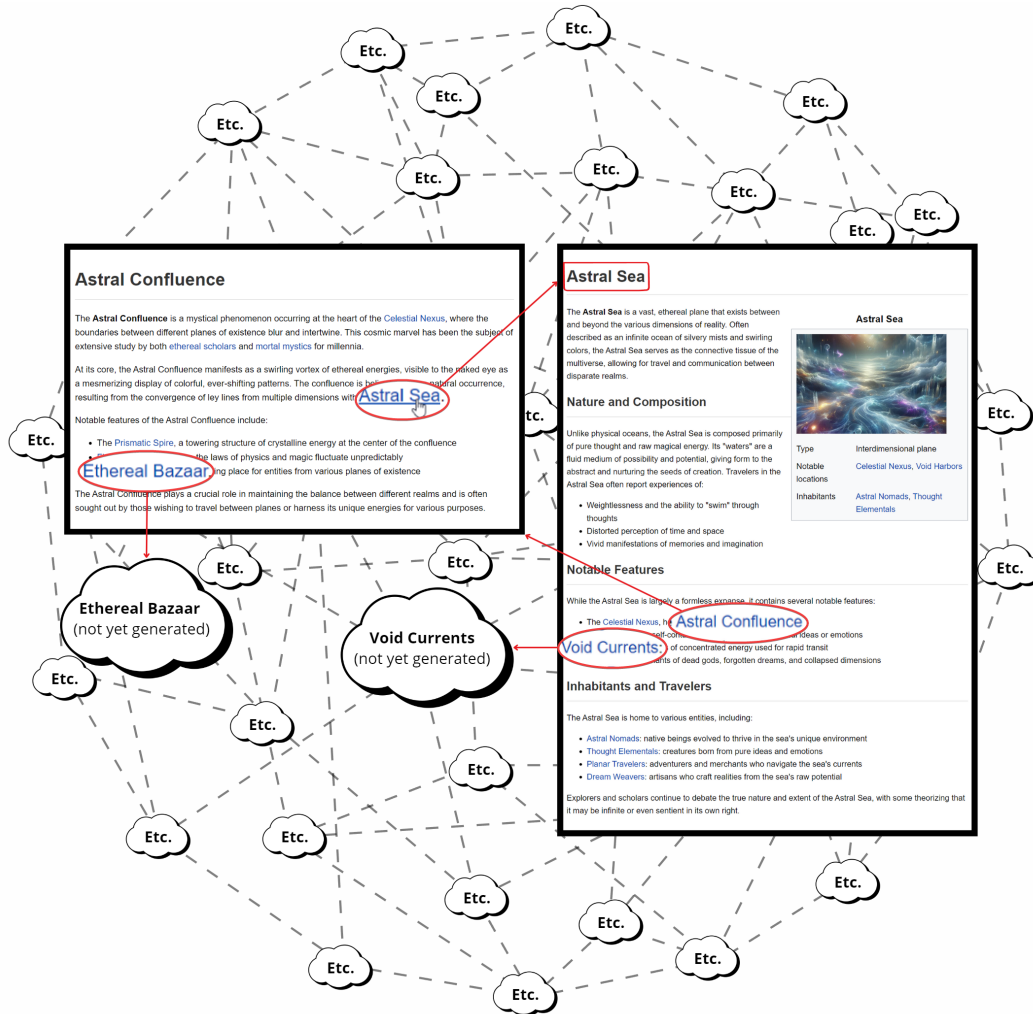 Etc.
Etc.
Etc.
Etc.
Etc.
Etc.
Etc.
Etc.
Etc.
Etc.
Etc.
Astral Confluence
The Astral Confluence is a mystical phenomenon occurring at the heart of the Celestial Nexus, where the
boundaries between different planes of existence blur and intertwine. This cosmic marvel has been the subject of
extensive study by both ethereal scholars and mortal mystics for millennia.
At its core, the Astral Confluence manifests as a swirling vortex of ethereal energies, visible to the naked eye as
a mesmerizing display of colorful, ever-shifting patterns. The confluence is natural occurrence,
resulting from the convergence of ley lines from multiple dimensions Astral Sea.
Notable features of the Astral Confluence include:
• The Prismatic Spire, a towering structure of crystalline energy at the center of the confluence
the laws of physics and magic fluctuate unpredictably
Ethereal Bazaar, place for entities from various planes of existence
The Astral Confluence plays a crucial role in maintaining the balance between different realms and is often
sought out by those wishing to travel between planes or harness its unique energies for various purposes.
Astral Sea
The Astral Sea is a vast, ethereal plane that exists between
and beyond the various dimensions of reality. Often
described as an infinite ocean of silvery mists and swirling
colors, the Astral Sea serves as the connective tissue of the
multiverse, allowing for travel and communication between
disparate realms.
Astral Sea
Type Interdimensional plane
Notable locations Celestial Nexus, Void Harbors
Inhabitants Astral Nomads, Thought
Elementals
Nature and Composition
Unlike physical oceans, the Astral Sea is composed primarily
of pure thought and raw magical energy. Its "waters" are a
fluid medium of possibility and potential, giving form to the
abstract and nurturing the seeds of creation. Travelers in the
Astral Sea often report experiences of:
• Weightlessness and the ability to "swim" through
thoughts
• Distorted perception of time and space
• Vivid manifestations of memories and imagination
Notable Features
While the Astral Sea is largely a formless expanse, it contains several notable features:
• The Celestial Nexus, Astral Confluence
ideas or emotions
Void Currents: of concentrated energy used for rapid transit
of dead gods, forgotten dreams, and collapsed dimensions
Inhabitants and Travelers
The Astral Sea is home to various entities, including:
• Astral Nomads: native beings evolved to thrive in the sea's unique environment
• Thought Elementals: creatures born from pure ideas and emotions
• Planar Travelers: adventurers and merchants who navigate the sea's currents
• Dream Weavers: artisans who craft realities from the sea's raw potential
Explorers and scholars continue to debate the true nature and extent of the Astral Sea, with some theorizing that
it may be infinite or even sentient in its own right.
Etc.
Etc.
Etc.
Etc.
Ethereal Bazaar
(not yet generated)
Void Currents
(not yet generated)
Etc.
Etc.
Etc.
Etc.
Etc.
Etc.
Etc.
Etc.
Etc.
Etc.
Etc.